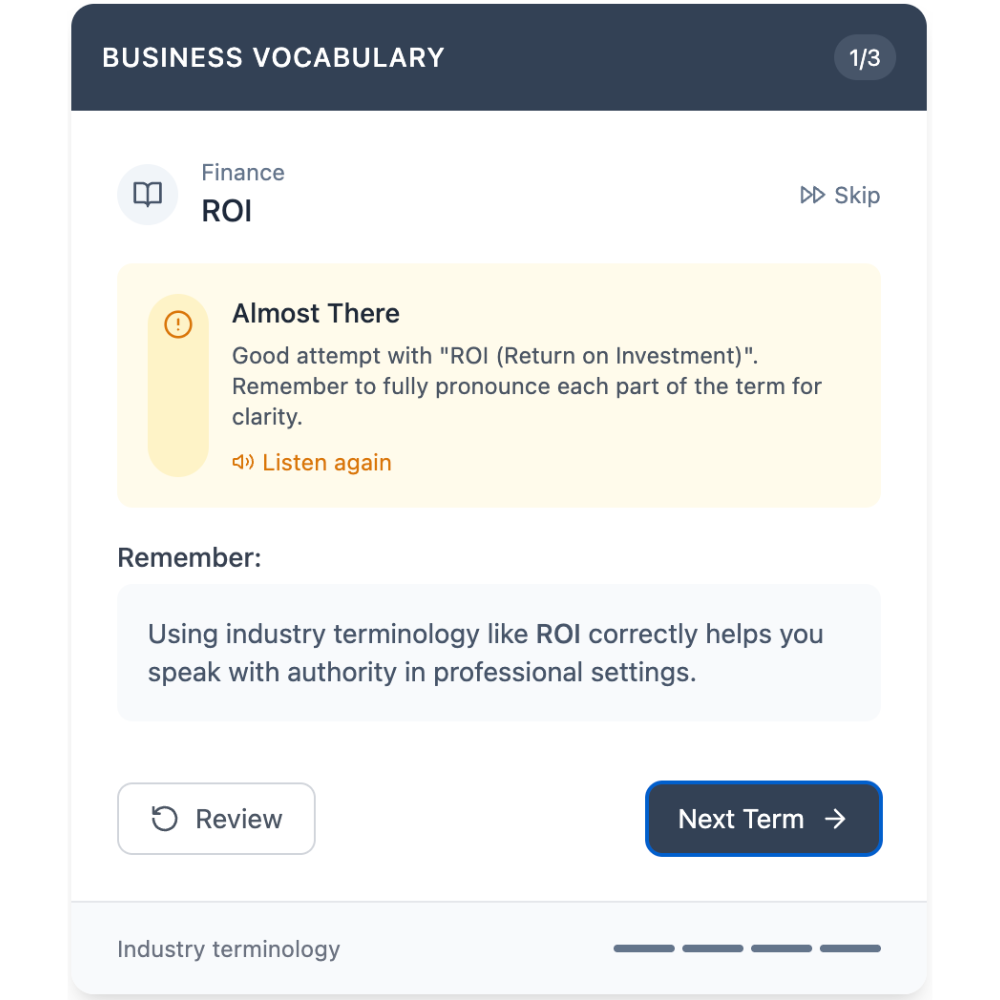 BUSINESS VOCABULARY
1/3
Finance
ROI
Skip
Almost There
Good attempt with "ROI (Return on Investment)".
Remember to fully pronounce each part of the term for
clarity.
Listen again
Remember:
Using industry terminology like ROI correctly helps you
speak with authority in professional settings.
Review
Next Term
Industry terminology